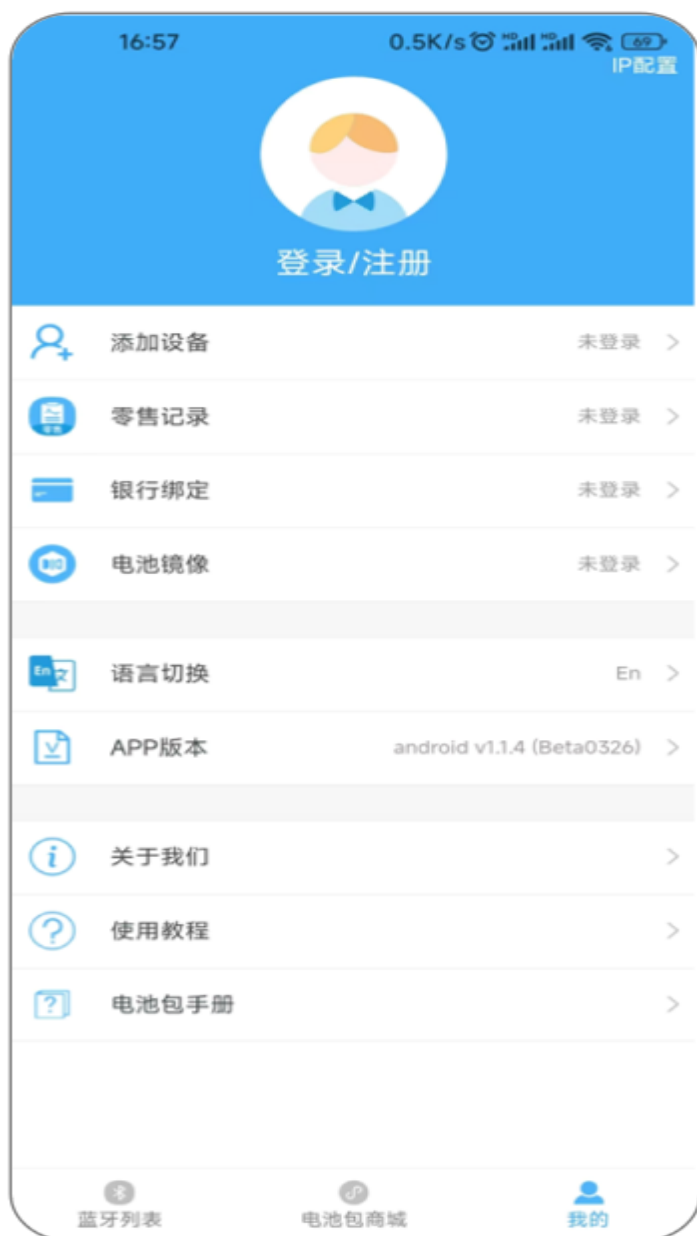 16:57 0.5K/s HD HD 69
IP配置
登录/注册
添加设备 未登录
零售记录 未登录
银行绑定 未登录
电池镜像 未登录
语言切换 En
APP版本 android v1.1.4 (Beta0326)
关于我们
使用教程
电池包手册
蓝牙列表 电池包商城 我的